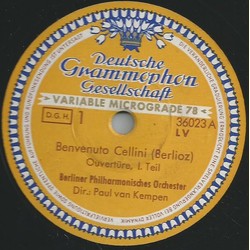 Deutsche
Grammophon
Gesellschaft
VARIABLE MICROGRADE 78
D.G.H. 1
36023 A
LV
Benvenuto Cellini (Berlioz)
Ouvertüre, I. Teil
Berliner Philharmonisches Orchester
Dir.: Paul van Kempen